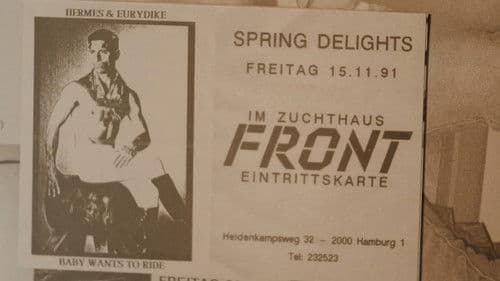 HERMES & EURYDIKE
BABY WANTS TO RIDE
SPRING DELIGHTS
FREITAG 15.11.91
IM ZUCHTHAUS
FRONT
EINTRITTSKARTE
Heidenkampsweg 32 – 2000 Hamburg 1
Tel: 232523
FREITAG